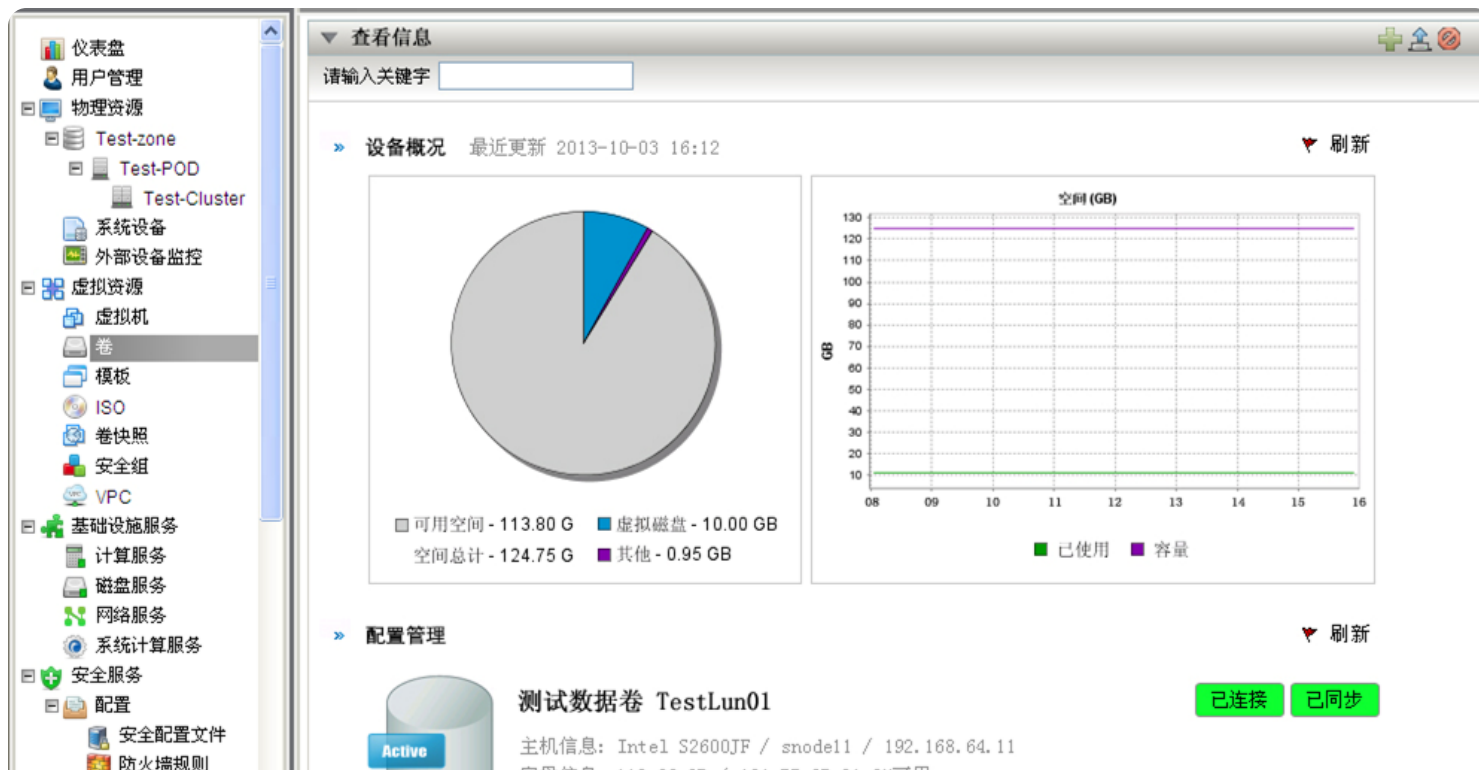 仪表盘
用户管理
物理资源
Test-zone
Test-POD
Test-Cluster
系统设备
外部设备监控
虚拟资源
虚拟机
卷
模板
ISO
卷快照
安全组
VPC
基础设施服务
计算服务
磁盘服务
网络服务
系统计算服务
安全服务
配置
安全配置文件
防火墙规则
查看信息
请输入关键字
» 设备概况 最近更新 2013-10-03 16:12
刷新
可用空间 - 113.80 G 虚拟磁盘 - 10.00 GB
空间总计 - 124.75 G 其他 - 0.95 GB
空间 (GB)
130
120
110
100
90
80
70
60
50
40
30
20
10
GB
08 09 10 11 12 13 14 15 16
已使用 容量
» 配置管理
刷新
Active
测试数据卷 TestLun01
已连接 已同步
主机信息: Intel S2600JF / snode11 / 192.168.64.11